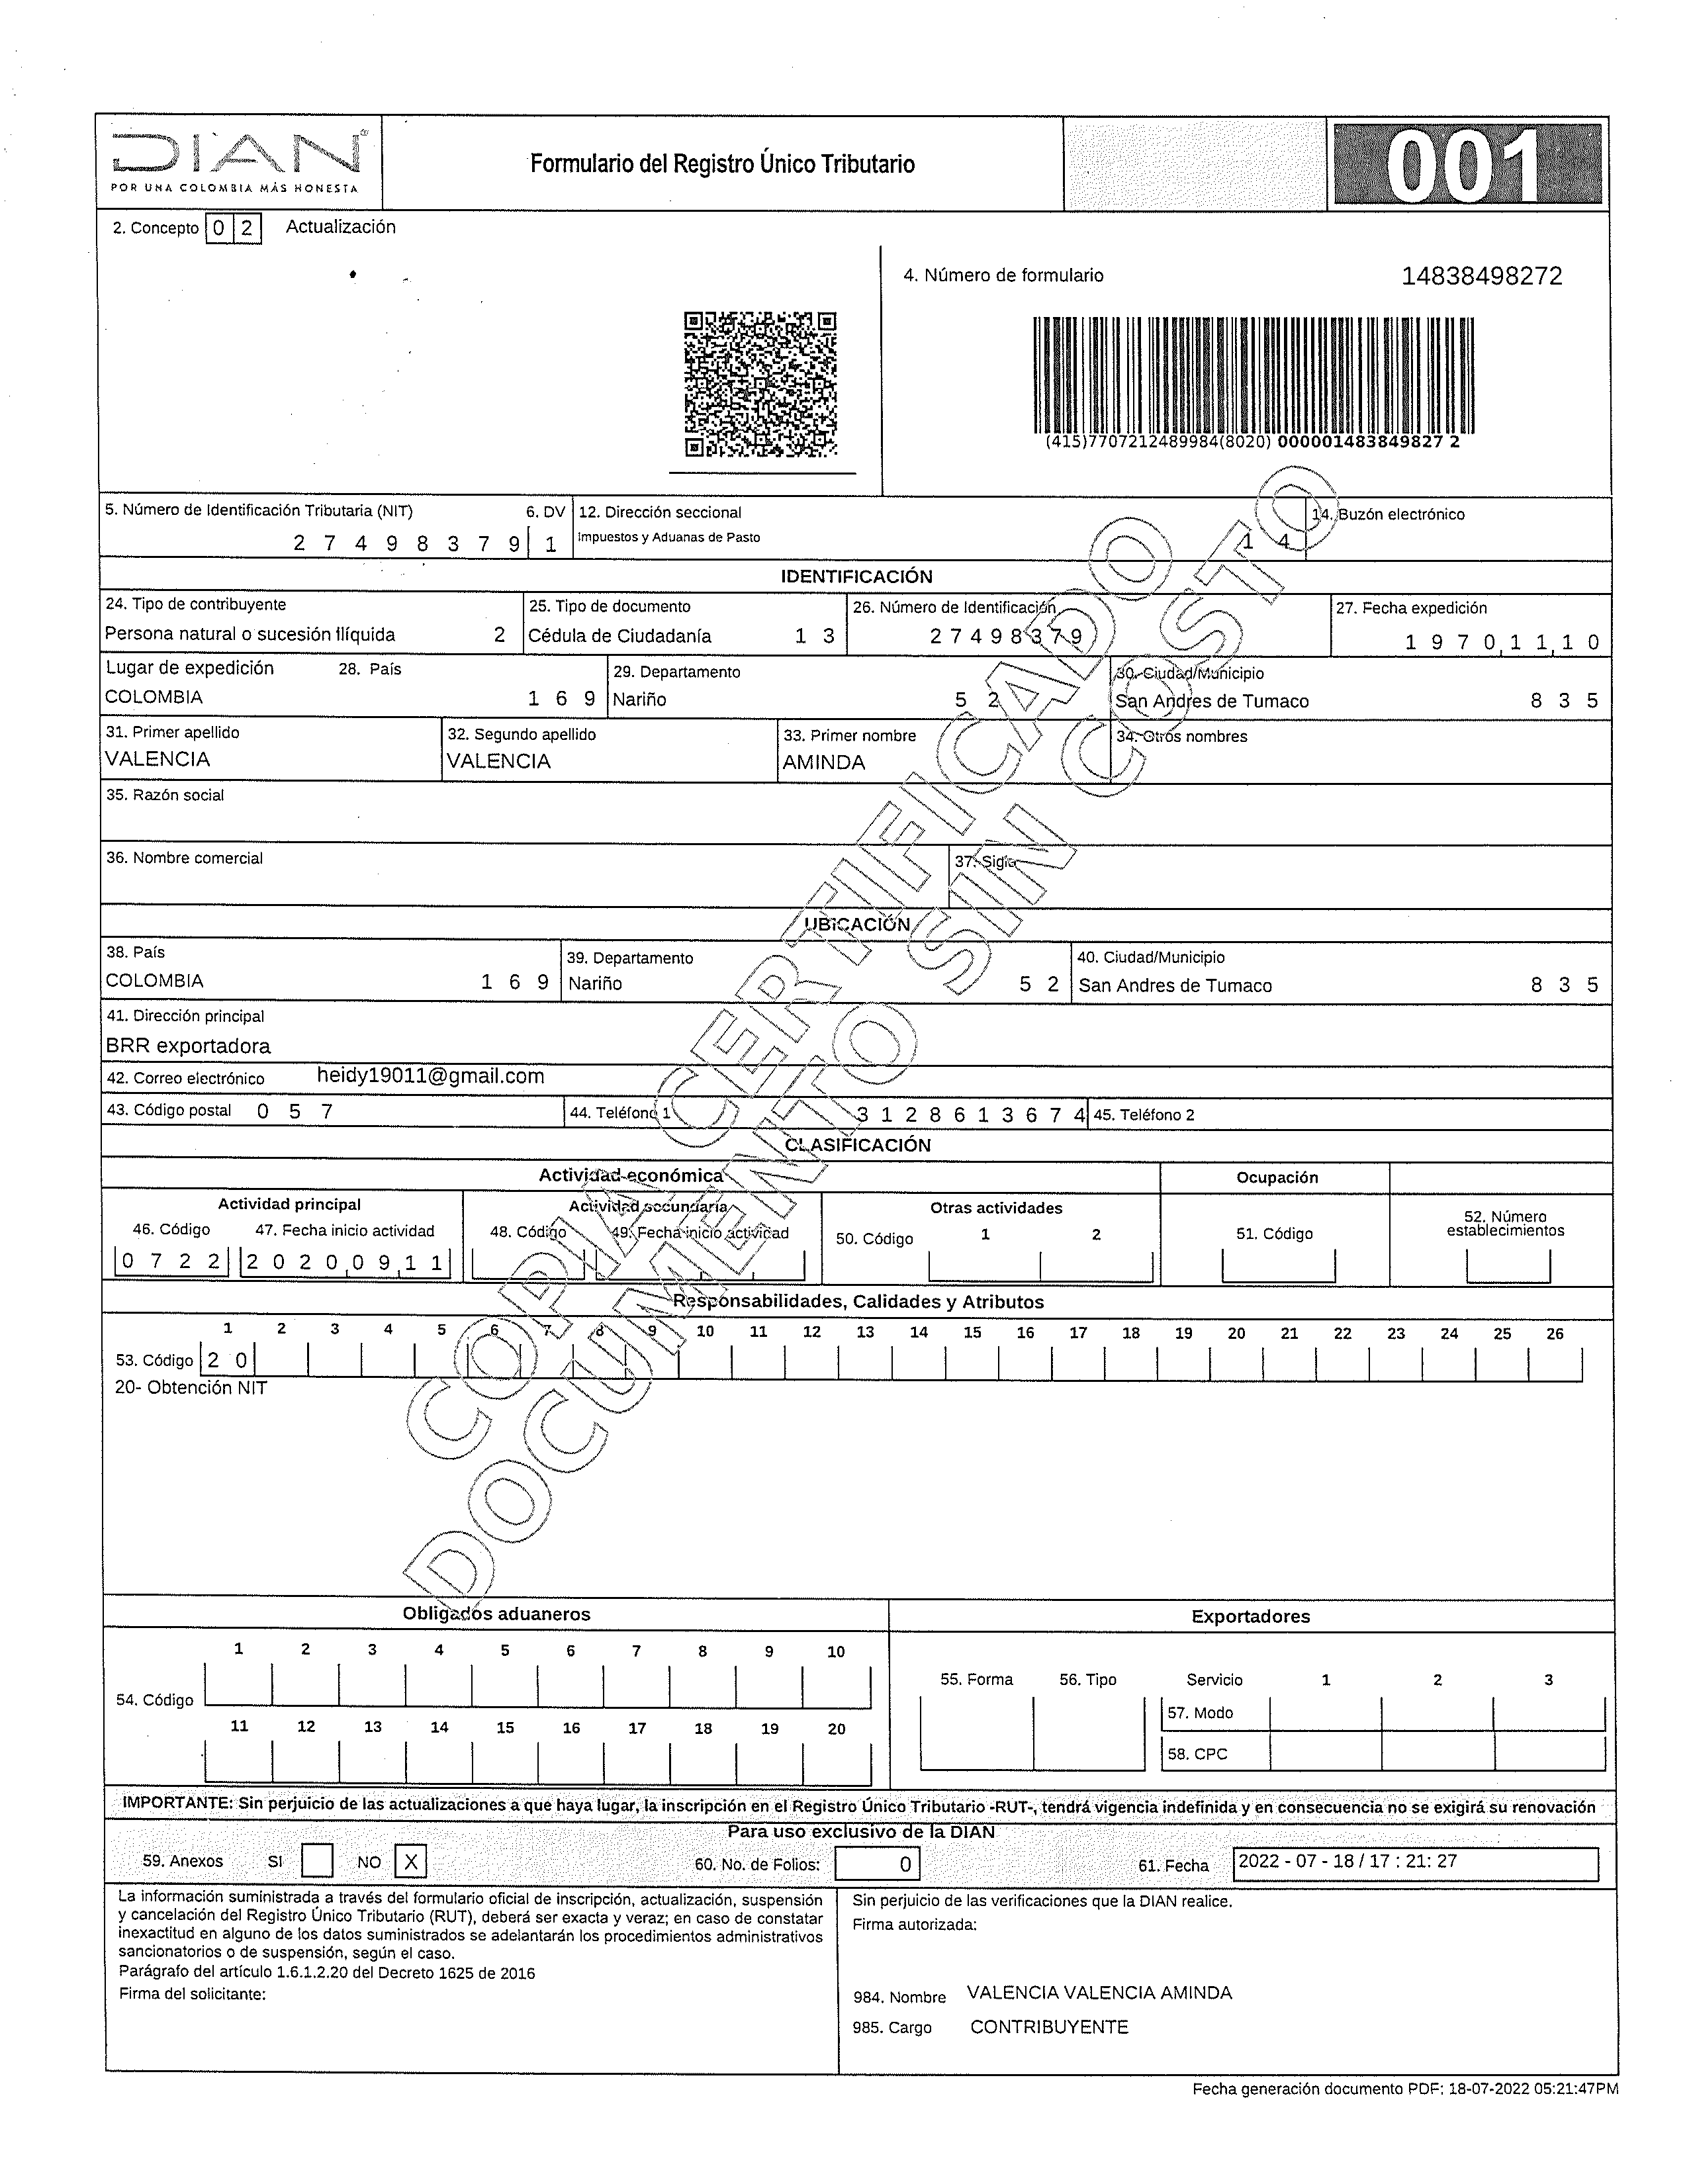 DIAN®
POR UNA COLOMBIA MÁS HONESTA
Formulario del Registro Único Tributario
001
2. Concepto 0 2 Actualización
4. Número de formulario 14838498272
(415)7707212489984(8020) 000001483849827 2
5. Número de Identificación Tributaria (NIT) 6. DV 12. Dirección seccional 14. Buzón electrónico
2 7 4 9 8 3 7 9 1 Impuestos y Aduanas de Pasto 1 4
IDENTIFICACIÓN
24. Tipo de contribuyente 25. Tipo de documento 26. Número de Identificación 27. Fecha expedición
Persona natural o sucesión ilíquida 2 Cédula de Ciudadanía 1 3 2 7 4 9 8 3 7 9 1 9 7 0 1 1 1 0
Lugar de expedición 28. País 29. Departamento 30. Ciudad/Municipio
COLOMBIA 1 6 9 Nariño 5 2 San Andres de Tumaco 8 3 5
31. Primer apellido 32. Segundo apellido 33. Primer nombre 34. Otros nombres
VALENCIA VALENCIA AMINDA
35. Razón social
36. Nombre comercial 37. Sigla
UBICACIÓN
38. País 39. Departamento 40. Ciudad/Municipio
COLOMBIA 1 6 9 Nariño 5 2 San Andres de Tumaco 8 3 5
41. Dirección principal
BRR exportadora
42. Correo electrónico heidy19011@gmail.com
43. Código postal 0 5 7 44. Teléfono 1 3 1 2 8 6 1 3 6 7 4 45. Teléfono 2
CLASIFICACIÓN
Actividad económica Ocupación
Actividad principal Actividad secundaria Otras actividades
46. Código 47. Fecha inicio actividad 48. Código 49. Fecha inicio actividad 50. Código 1 2 51. Código 52. Número establecimientos
0 7 2 2 2 0 2 0 0 9 1 1
Responsabilidades, Calidades y Atributos
1 2 3 4 5 6 7 8 9 10 11 12 13 14 15 16 17 18 19 20 21 22 23 24 25 26
53. Código 2 0
20- Obtención NIT
COPIA CERTIFICADO
DOCUMENTO SIN COSTO
Obligados aduaneros Exportadores
1 2 3 4 5 6 7 8 9 10
54. Código
11 12 13 14 15 16 17 18 19 20
55. Forma 56. Tipo Servicio 1 2 3
57. Modo
58. CPC
IMPORTANTE: Sin perjuicio de las actualizaciones a que haya lugar, la inscripción en el Registro Único Tributario -RUT-, tendrá vigencia indefinida y en consecuencia no se exigirá su renovación
Para uso exclusivo de la DIAN
59. Anexos SI NO X 60. No. de Folios: 0 61. Fecha 2022 - 07 - 18 / 17 : 21: 27
La información suministrada a través del formulario oficial de inscripción, actualización, suspensión
y cancelación del Registro Único Tributario (RUT), deberá ser exacta y veraz; en caso de constatar
inexactitud en alguno de los datos suministrados se adelantarán los procedimientos administrativos
sancionatorios o de suspensión, según el caso.
Parágrafo del artículo 1.6.1.2.20 del Decreto 1625 de 2016
Firma del solicitante:
Sin perjuicio de las verificaciones que la DIAN realice.
Firma autorizada:
984. Nombre VALENCIA VALENCIA AMINDA
985. Cargo CONTRIBUYENTE
Fecha generación documento PDF: 18-07-2022 05:21:47PM